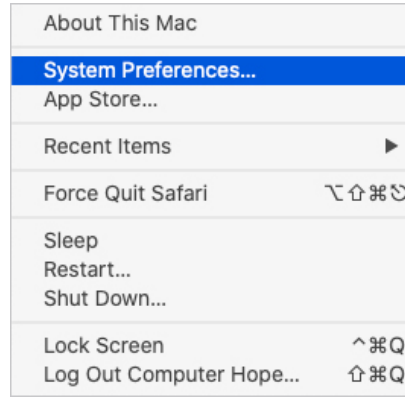 About This Mac
System Preferences...
App Store...
Recent Items ▶
Force Quit Safari ⌥⇧⌘⎋
Sleep
Restart...
Shut Down...
Lock Screen ^⌘Q
Log Out Computer Hope... ⇧⌘Q